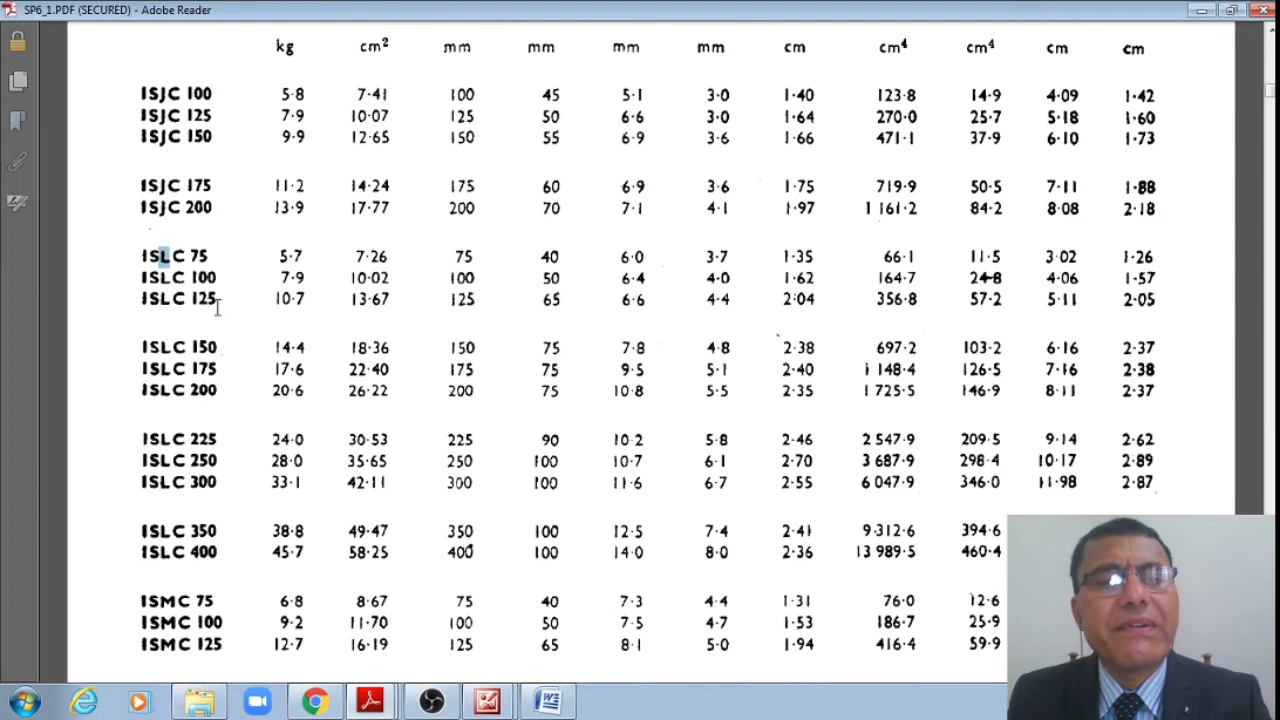 SP6_1.PDF (SECURED) - Adobe Reader
kg cm² mm mm mm mm cm cm⁴ cm⁴ cm cm
ISJC 100 5·8 7·41 100 45 5·1 3·0 1·40 123·8 14·9 4·09 1·42
ISJC 125 7·9 10·07 125 50 6·6 3·0 1·64 270·0 25·7 5·18 1·60
ISJC 150 9·9 12·65 150 55 6·9 3·6 1·66 471·1 37·9 6·10 1·73
ISJC 175 11·2 14·24 175 60 6·9 3·6 1·75 719·9 50·5 7·11 1·88
ISJC 200 13·9 17·77 200 70 7·1 4·1 1·97 1 161·2 84·2 8·08 2·18
ISLC 75 5·7 7·26 75 40 6·0 3·7 1·35 66·1 11·5 3·02 1·26
ISLC 100 7·9 10·02 100 50 6·4 4·0 1·62 164·7 24·8 4·06 1·57
ISLC 125 10·7 13·67 125 65 6·6 4·4 2·04 356·8 57·2 5·11 2·05
ISLC 150 14·4 18·36 150 75 7·8 4·8 2·38 697·2 103·2 6·16 2·37
ISLC 175 17·6 22·40 175 75 9·5 5·1 2·40 1 148·4 126·5 7·16 2·38
ISLC 200 20·6 26·22 200 75 10·8 5·5 2·35 1 725·5 146·9 8·11 2·37
ISLC 225 24·0 30·53 225 90 10·2 5·8 2·46 2 547·9 209·5 9·14 2·62
ISLC 250 28·0 35·65 250 100 10·7 6·1 2·70 3 687·9 298·4 10·17 2·89
ISLC 300 33·1 42·11 300 100 11·6 6·7 2·55 6 047·9 346·0 11·98 2·87
ISLC 350 38·8 49·47 350 100 12·5 7·4 2·41 9 312·6 394·6
ISLC 400 45·7 58·25 400 100 14·0 8·0 2·36 13 989·5 460·4
ISMC 75 6·8 8·67 75 40 7·3 4·4 1·31 76·0 12·6
ISMC 100 9·2 11·70 100 50 7·5 4·7 1·53 186·7 25·9
ISMC 125 12·7 16·19 125 65 8·1 5·0 1·94 416·4 59·9